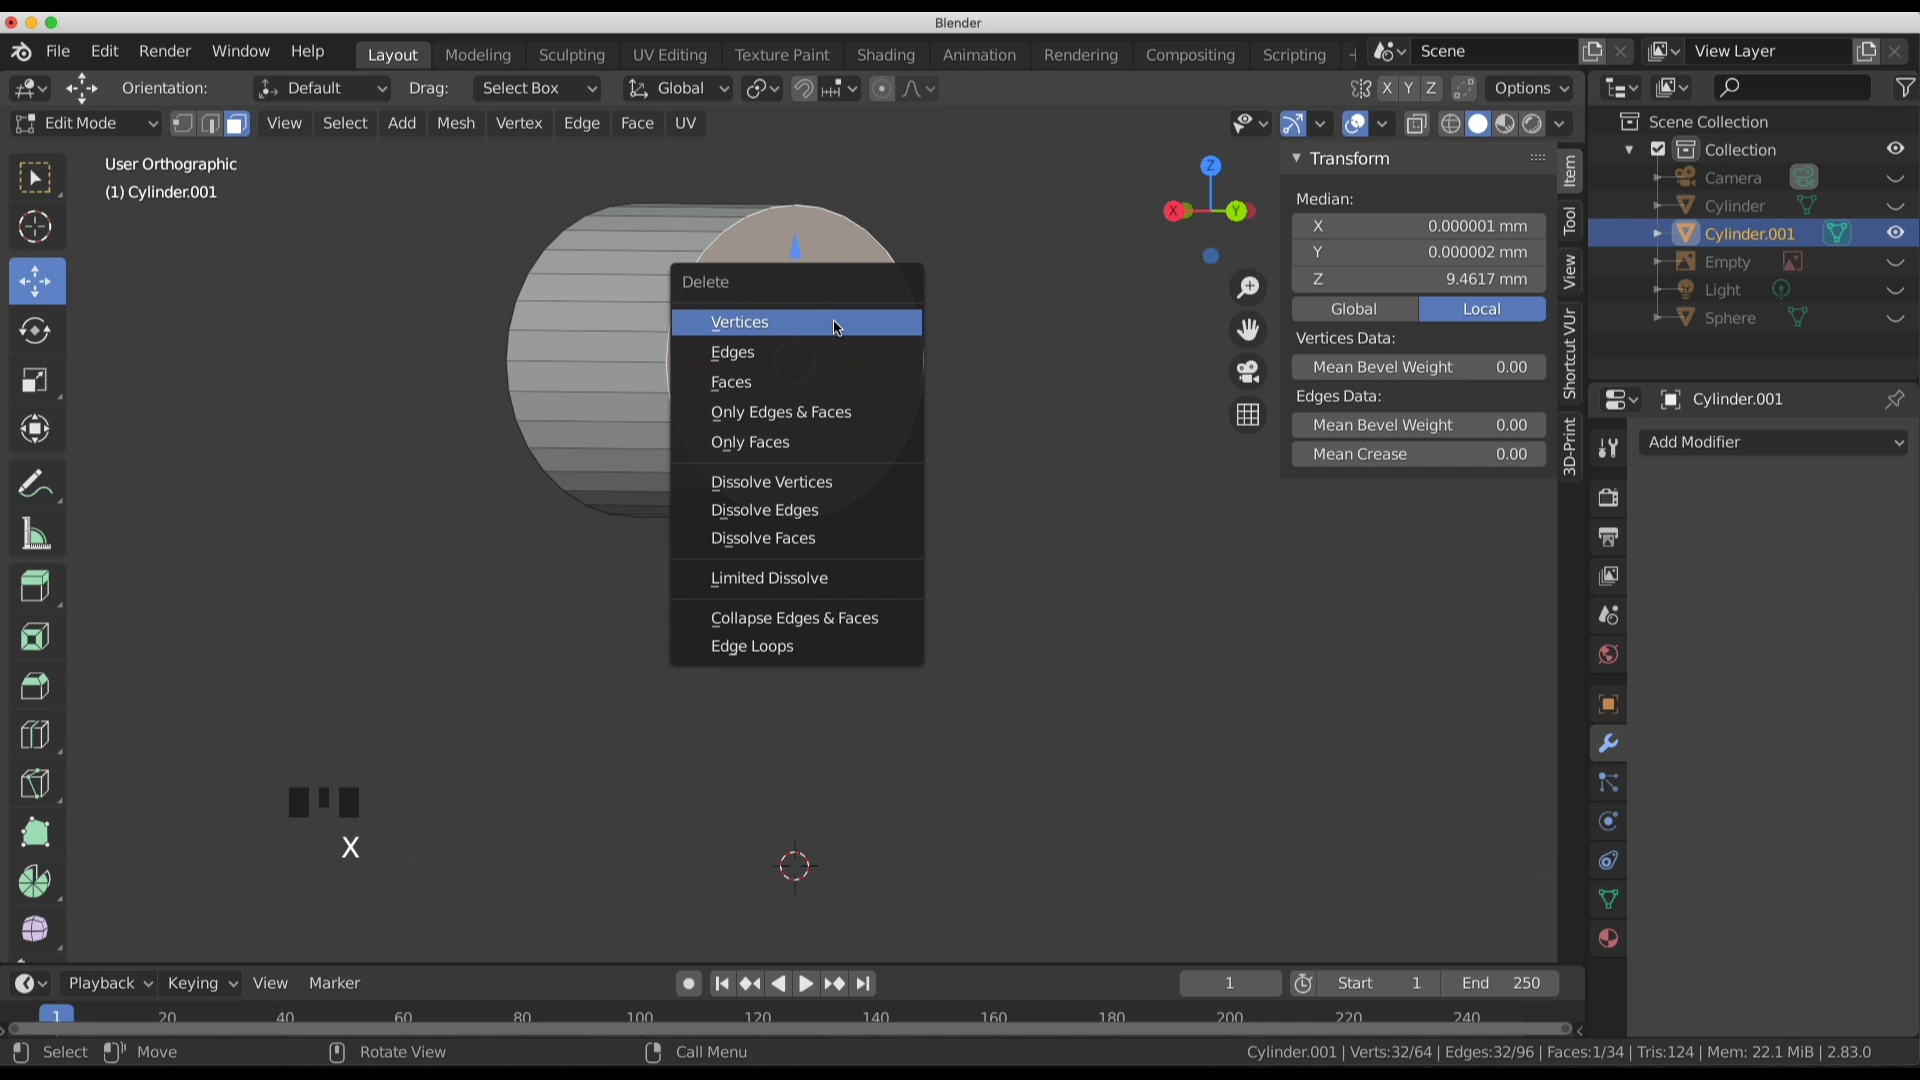 Blender
File Edit Render Window Help Layout Modeling Sculpting UV Editing Texture Paint Shading Animation Rendering Compositing Scripting Scene View Layer
Orientation: Default Drag: Select Box Global X Y Z Options
Edit Mode View Select Add Mesh Vertex Edge Face UV
User Orthographic
(1) Cylinder.001
Z
X
Y
Delete
Vertices
Edges
Faces
Only Edges & Faces
Only Faces
Dissolve Vertices
Dissolve Edges
Dissolve Faces
Limited Dissolve
Collapse Edges & Faces
Edge Loops
X
Transform
Median:
X 0.000001 mm
Y 0.000002 mm
Z 9.4617 mm
Global Local
Vertices Data:
Mean Bevel Weight 0.00
Edges Data:
Mean Bevel Weight 0.00
Mean Crease 0.00
Item
Tool
View
Shortcut VUr
3D-Print
Scene Collection
Collection
Camera
Cylinder
Cylinder.001
Empty
Light
Sphere
Cylinder.001
Add Modifier
Playback Keying View Marker 1 Start 1 End 250
1 20 40 60 80 100 120 140 160 180 200 220 240
Select Move Rotate View Call Menu Cylinder.001 | Verts:32/64 | Edges:32/96 | Faces:1/34 | Tris:124 | Mem: 22.1 MiB | 2.83.0